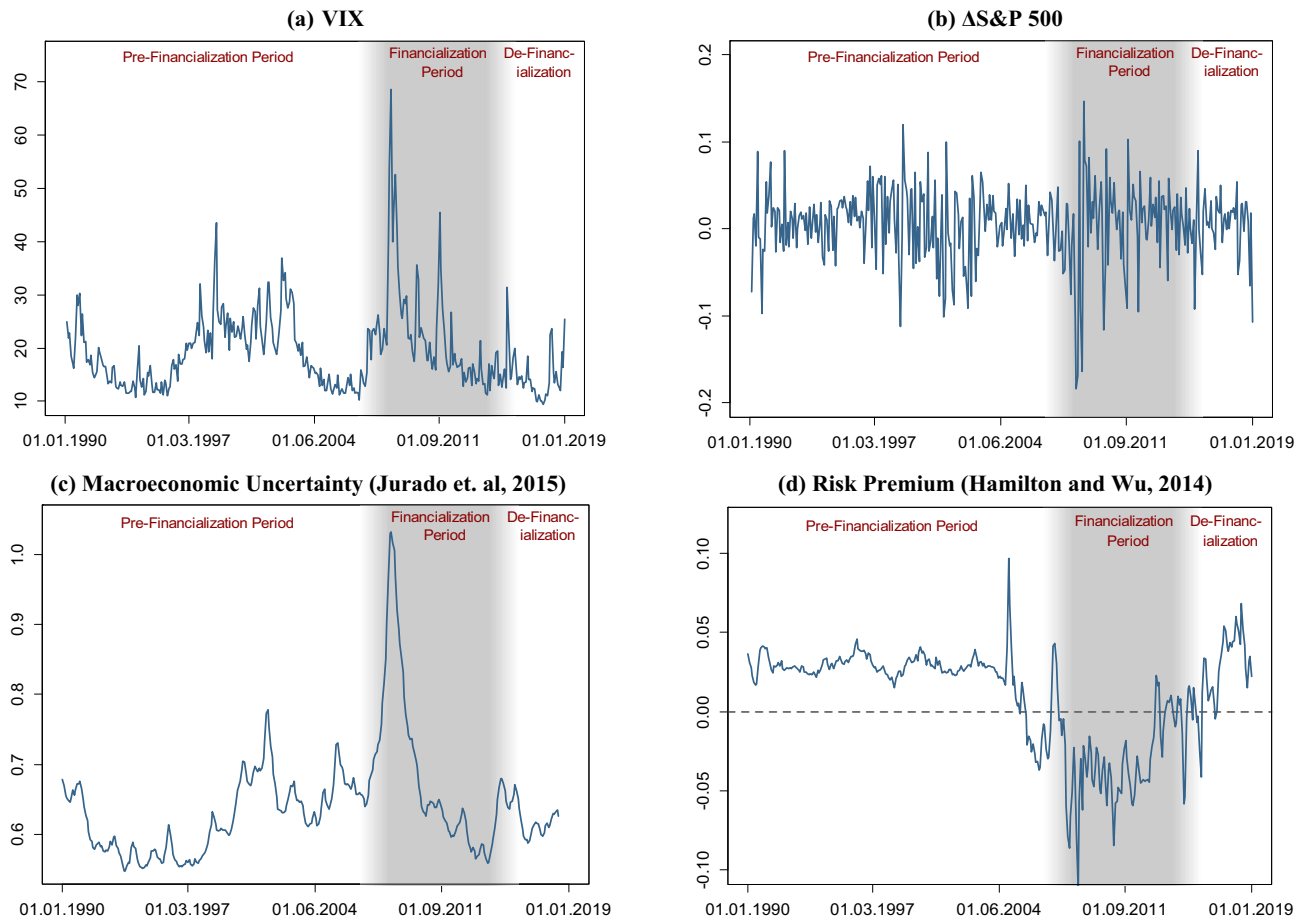 (a) VIX
Pre-Financialization Period
Financialization
Period
De-Financ-
ialization
70
60
50
40
30
20
10
01.01.1990
01.03.1997
01.06.2004
01.09.2011
01.01.2019
(b) ΔS&P 500
Pre-Financialization Period
Financialization
Period
De-Financ-
ialization
0.2
0.1
0.0
-0.1
-0.2
01.01.1990
01.03.1997
01.06.2004
01.09.2011
01.01.2019
(c) Macroeconomic Uncertainty (Jurado et. al, 2015)
Pre-Financialization Period
Financialization
Period
De-Financ-
ialization
1.0
0.9
0.8
0.7
0.6
01.01.1990
01.03.1997
01.06.2004
01.09.2011
01.01.2019
(d) Risk Premium (Hamilton and Wu, 2014)
Pre-Financialization Period
Financialization
Period
De-Financ-
ialization
0.10
0.05
0.00
-0.05
-0.10
01.01.1990
01.03.1997
01.06.2004
01.09.2011
01.01.2019